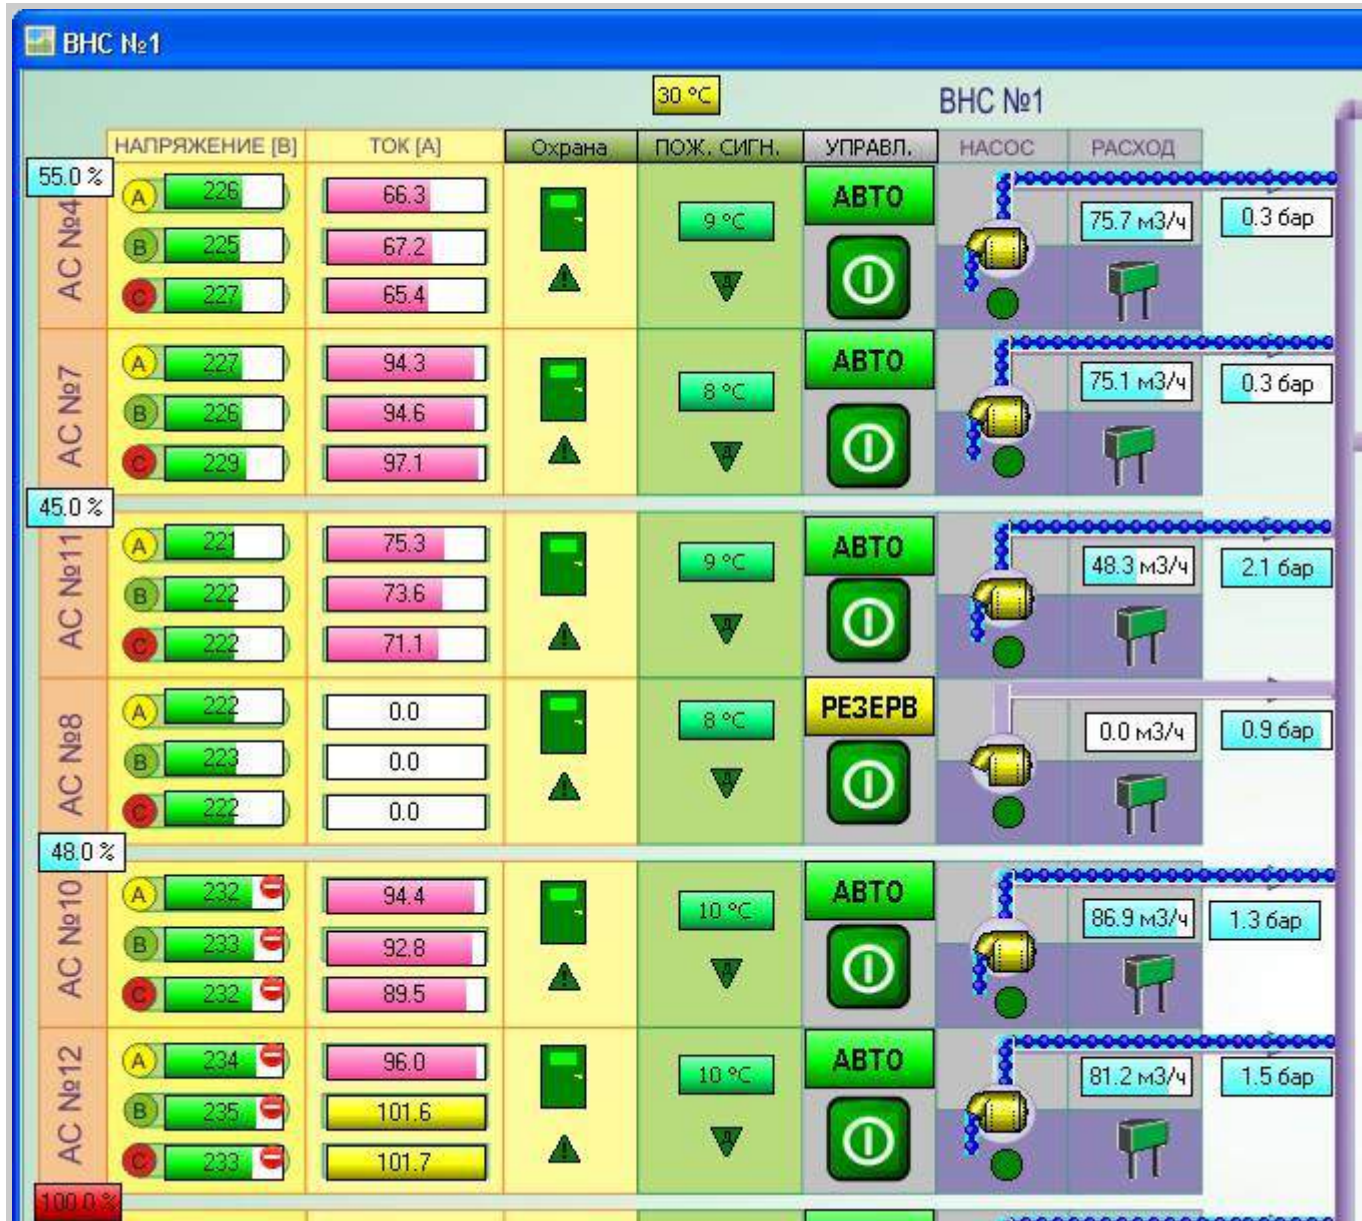 ВНС №1
30 °C
ВНС №1
НАПРЯЖЕНИЕ [В] ТОК [А] Охрана ПОЖ. СИГН. УПРАВЛ. НАСОС РАСХОД
55.0 %
АС №4
A 226 66.3
B 225 67.2
C 227 65.4
9 °C
АВТО
75.7 м3/ч 0.3 бар
АС №7
A 227 94.3
B 226 94.6
C 229 97.1
8 °C
АВТО
75.1 м3/ч 0.3 бар
45.0 %
АС №11
A 221 75.3
B 222 73.6
C 222 71.1
9 °C
АВТО
48.3 м3/ч 2.1 бар
АС №8
A 222 0.0
B 223 0.0
C 222 0.0
8 °C
РЕЗЕРВ
0.0 м3/ч 0.9 бар
48.0 %
АС №10
A 232 94.4
B 233 92.8
C 232 89.5
10 °C
АВТО
86.9 м3/ч 1.3 бар
АС №12
A 234 96.0
B 235 101.6
C 233 101.7
10 °C
АВТО
81.2 м3/ч 1.5 бар
100.0 %